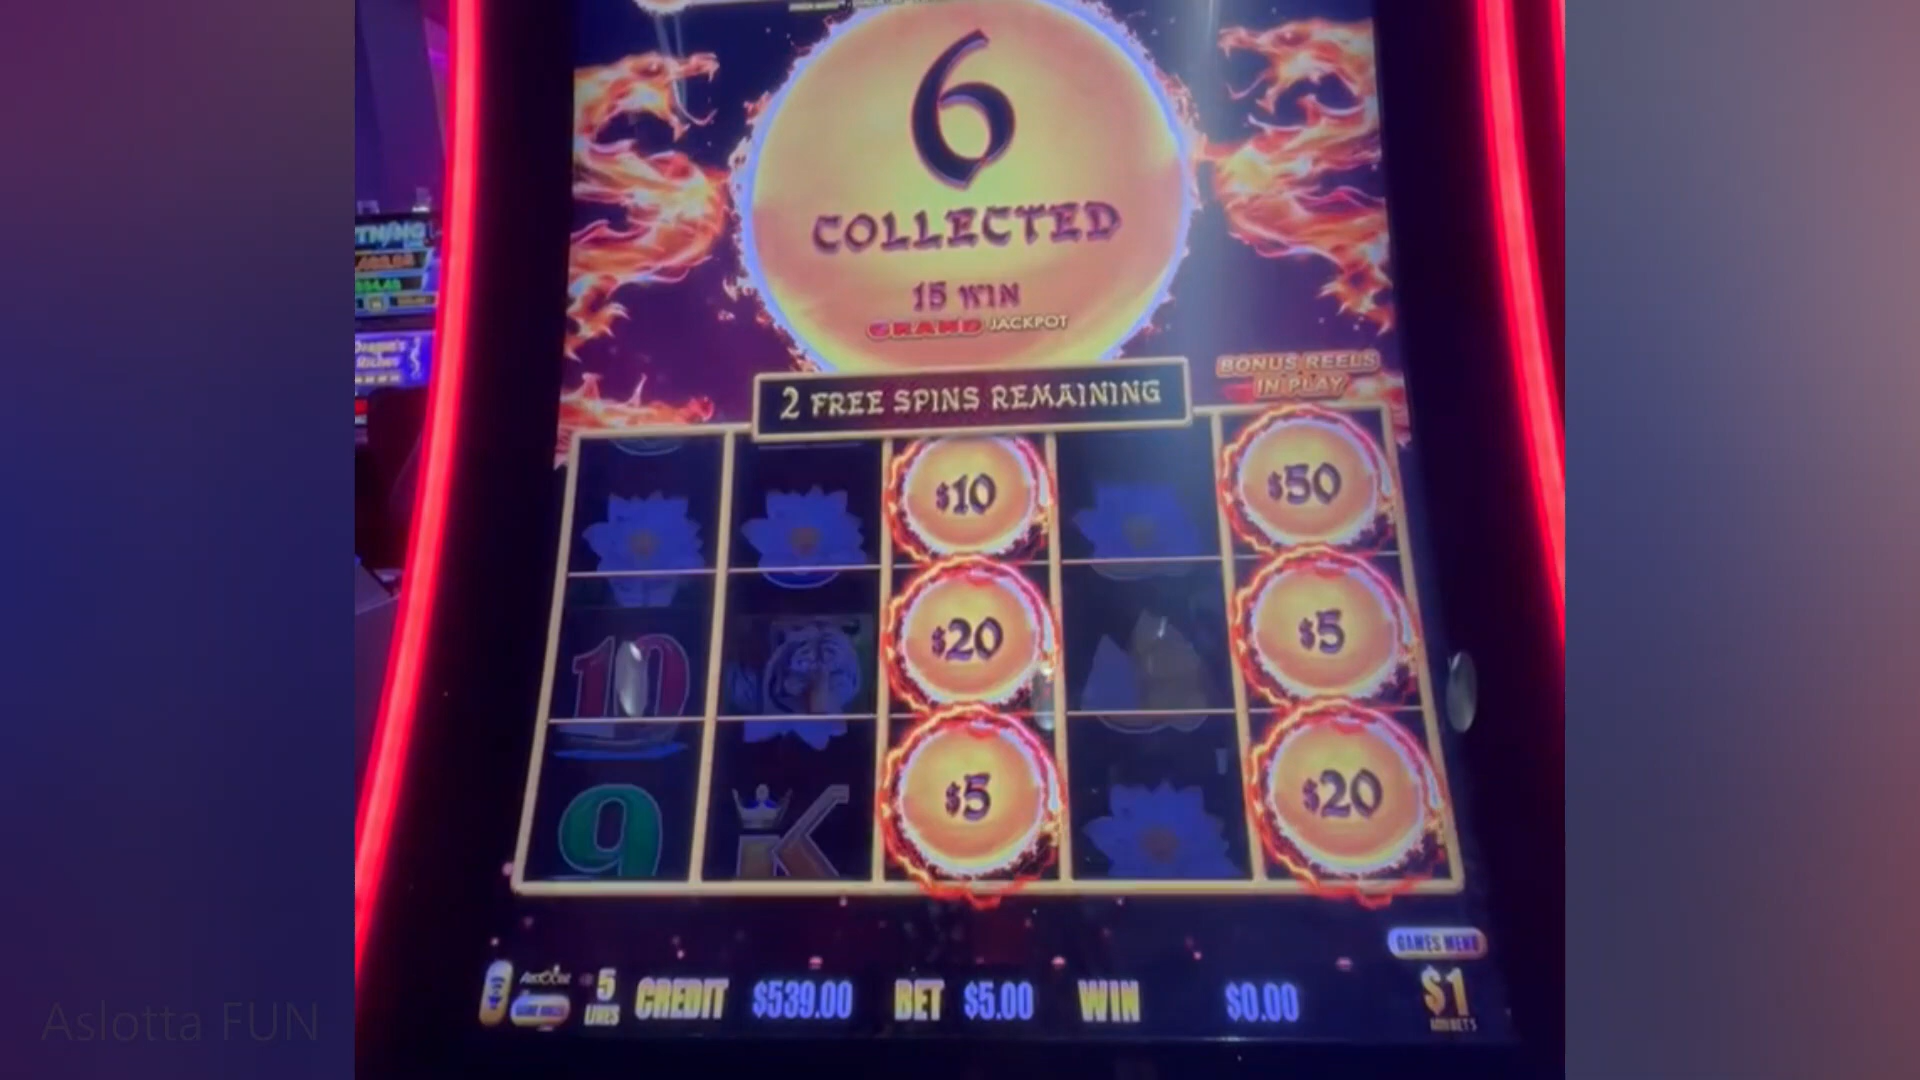 6
COLLECTED
15 WIN
GRAND JACKPOT
BONUS REELS
IN PLAY
2 FREE SPINS REMAINING
$10
$50
$20
$5
$5
$20
10
9
K
GAMES MENU
5
LINES
CREDIT $539.00 BET $5.00 WIN $0.00
$1
Aslotta FUN